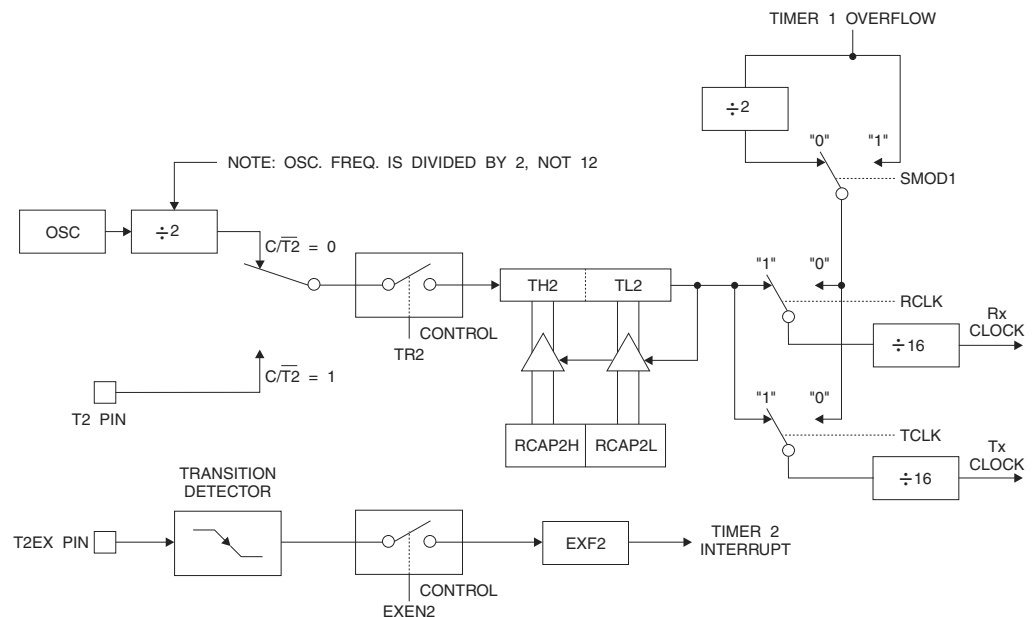 TIMER 1 OVERFLOW
÷2
"0" "1"
NOTE: OSC. FREQ. IS DIVIDED BY 2, NOT 12
SMOD1
OSC
÷2
C/T2 = 0
"1" "0"
TH2 TL2
RCLK
Rx
CLOCK
CONTROL
TR2
÷16
C/T2 = 1
"1" "0"
T2 PIN
TCLK
RCAP2H RCAP2L
Tx
CLOCK
TRANSITION
DETECTOR
÷16
T2EX PIN
EXF2
TIMER 2
INTERRUPT
CONTROL
EXEN2